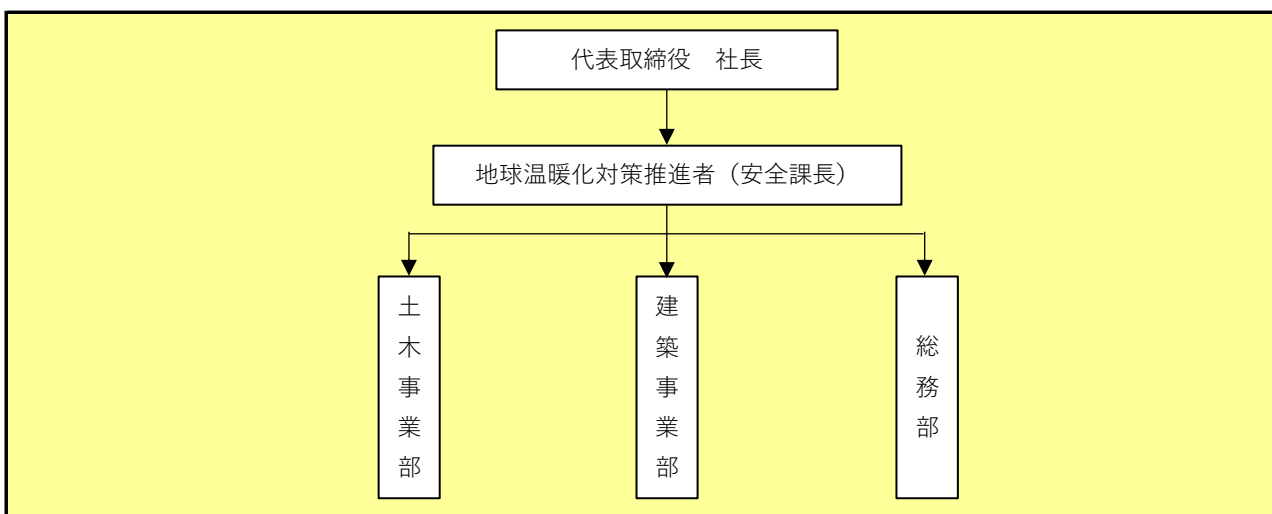 代表取締役　社長
地球温暖化対策推進者（安全課長）
土木事業部
建築事業部
総務部